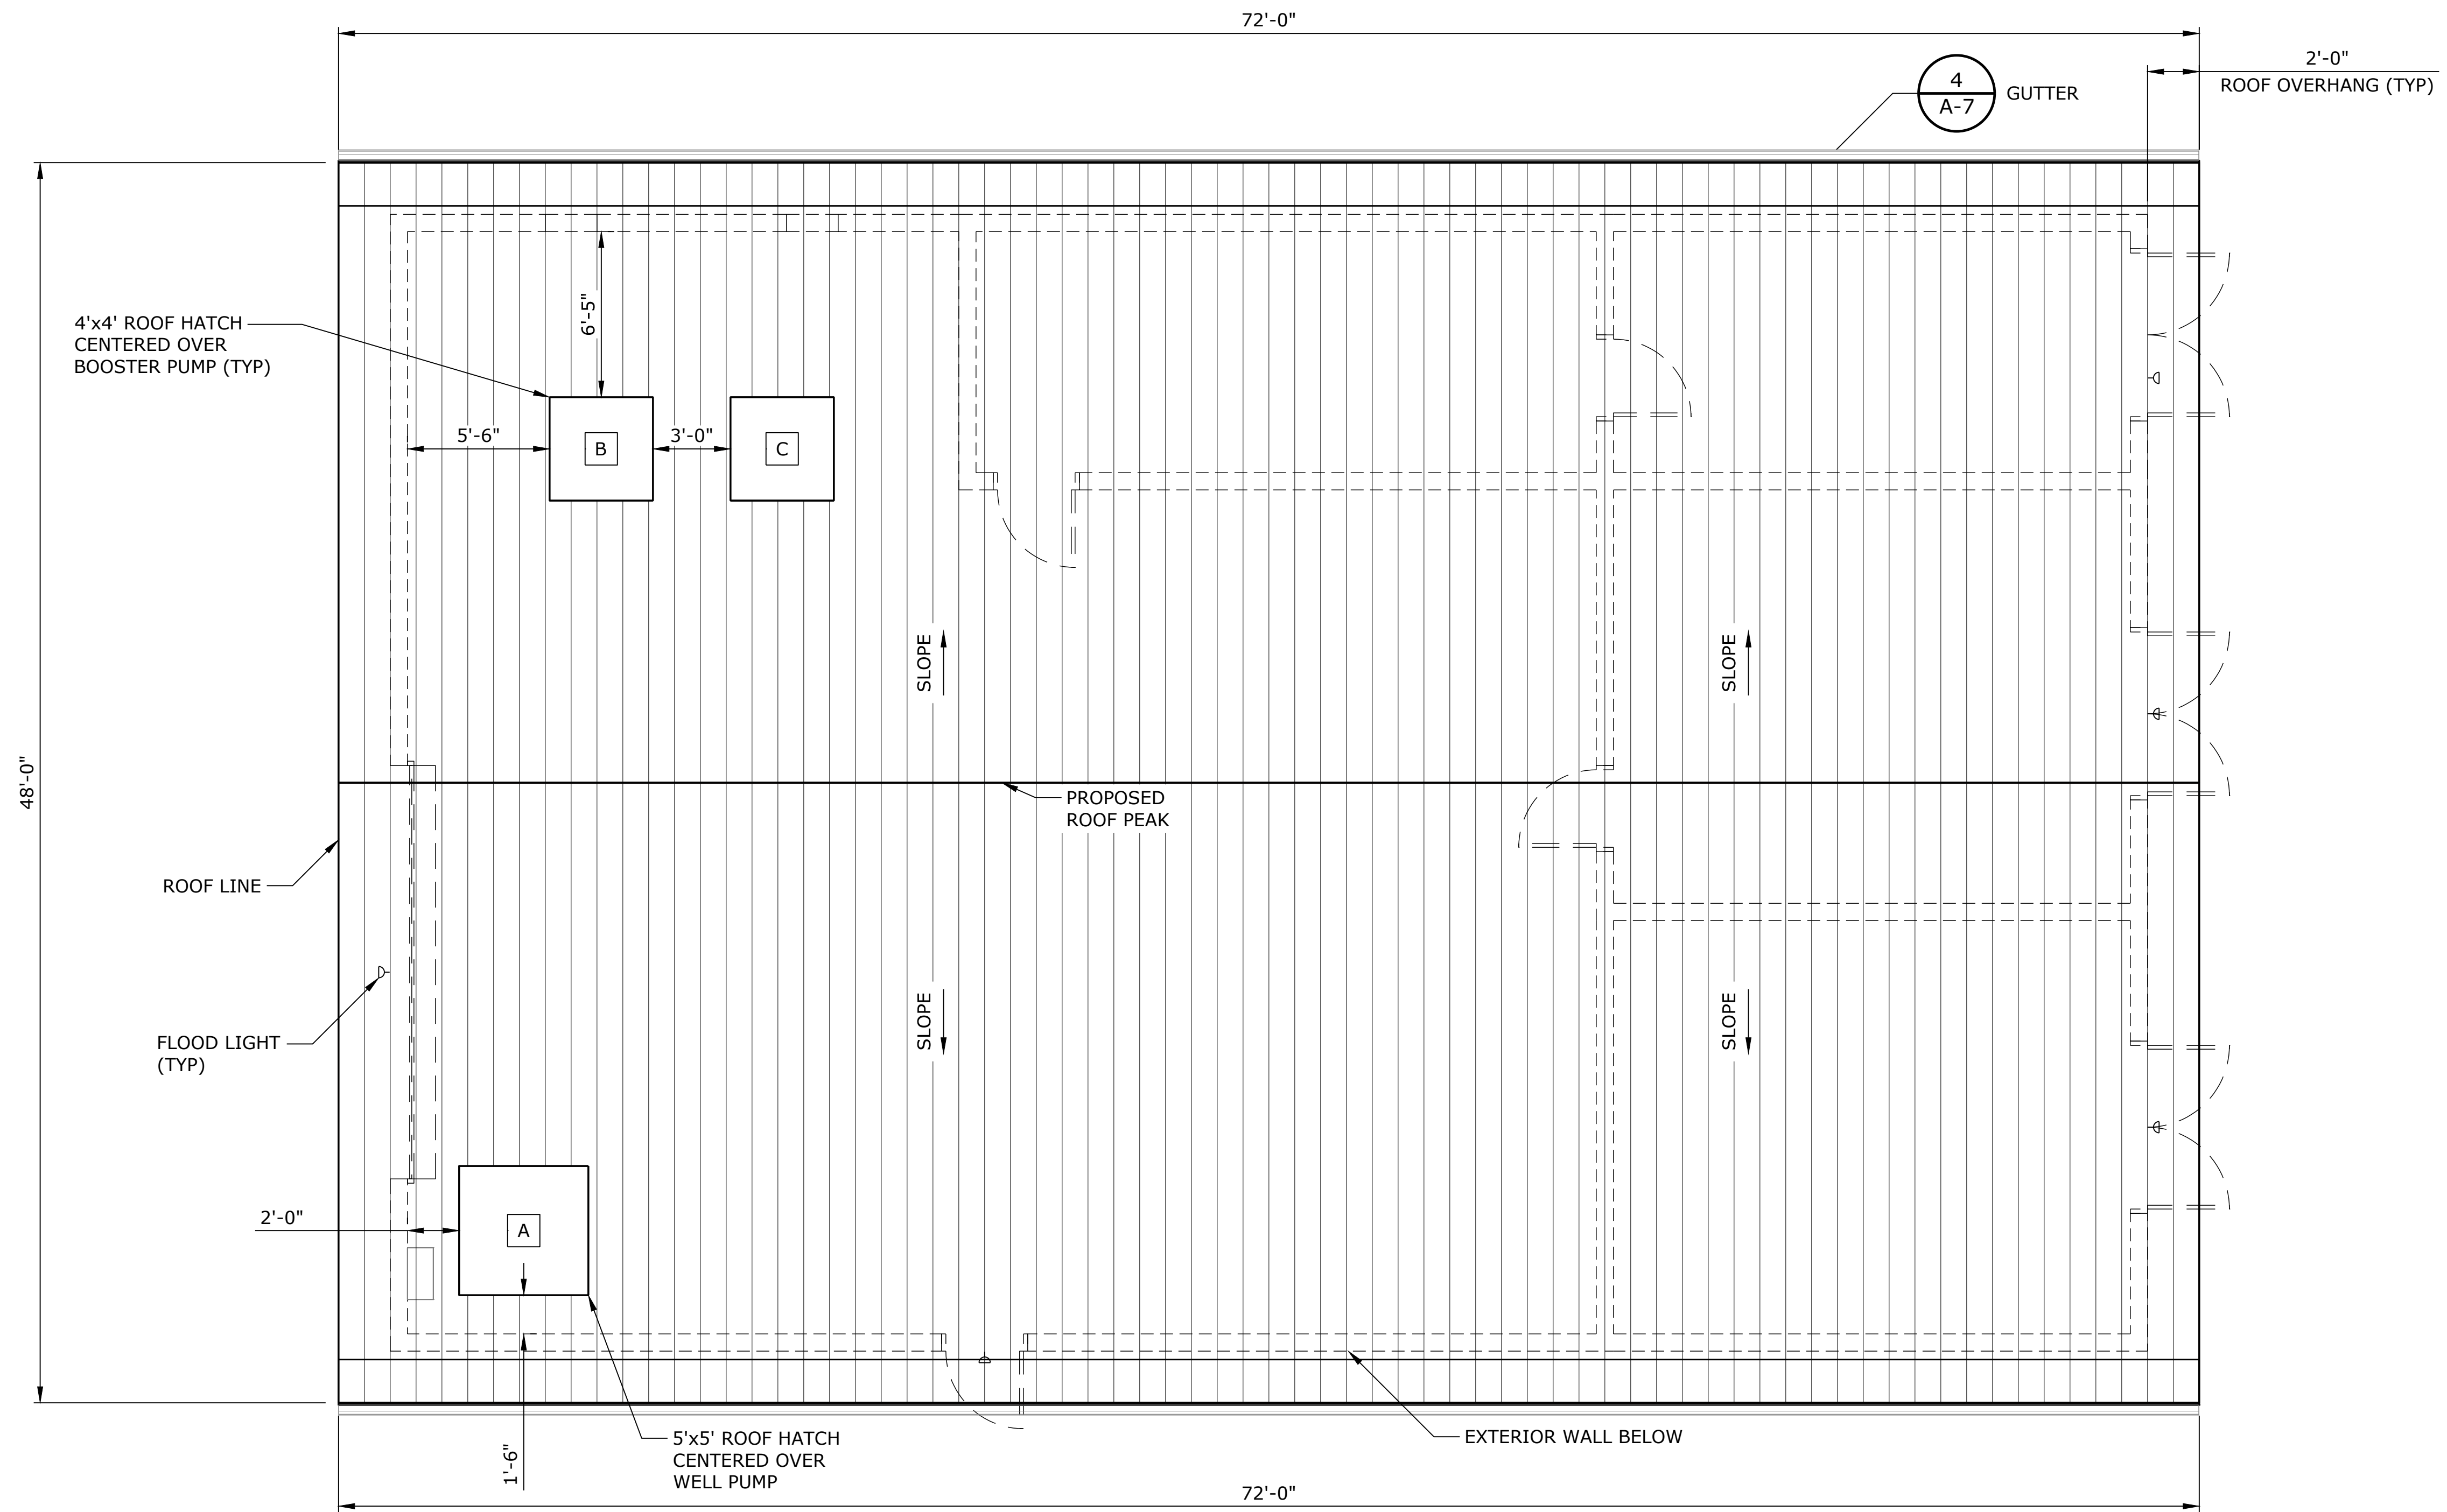 72'-0"
2'-0"
ROOF OVERHANG (TYP)
4
A-7
GUTTER
4'x4' ROOF HATCH
CENTERED OVER
BOOSTER PUMP (TYP)
6'-5"
5'-6"
B
3'-0"
C
SLOPE
SLOPE
48'-0"
PROPOSED
ROOF PEAK
ROOF LINE
FLOOD LIGHT
(TYP)
SLOPE
SLOPE
2'-0"
A
1'-6"
5'x5' ROOF HATCH
CENTERED OVER
WELL PUMP
EXTERIOR WALL BELOW
72'-0"